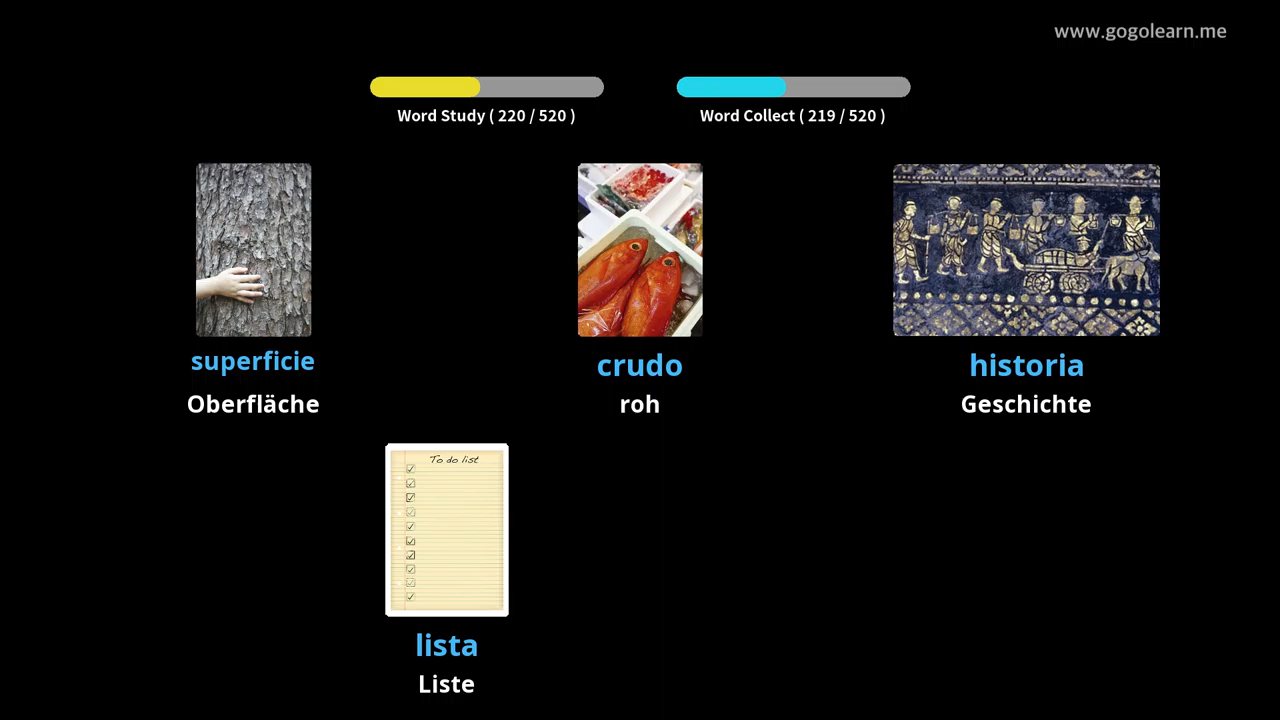 www.gogolearn.me
Word Study ( 220 / 520 )
Word Collect ( 219 / 520 )
superficie
Oberfläche
crudo
roh
historia
Geschichte
To do list
lista
Liste